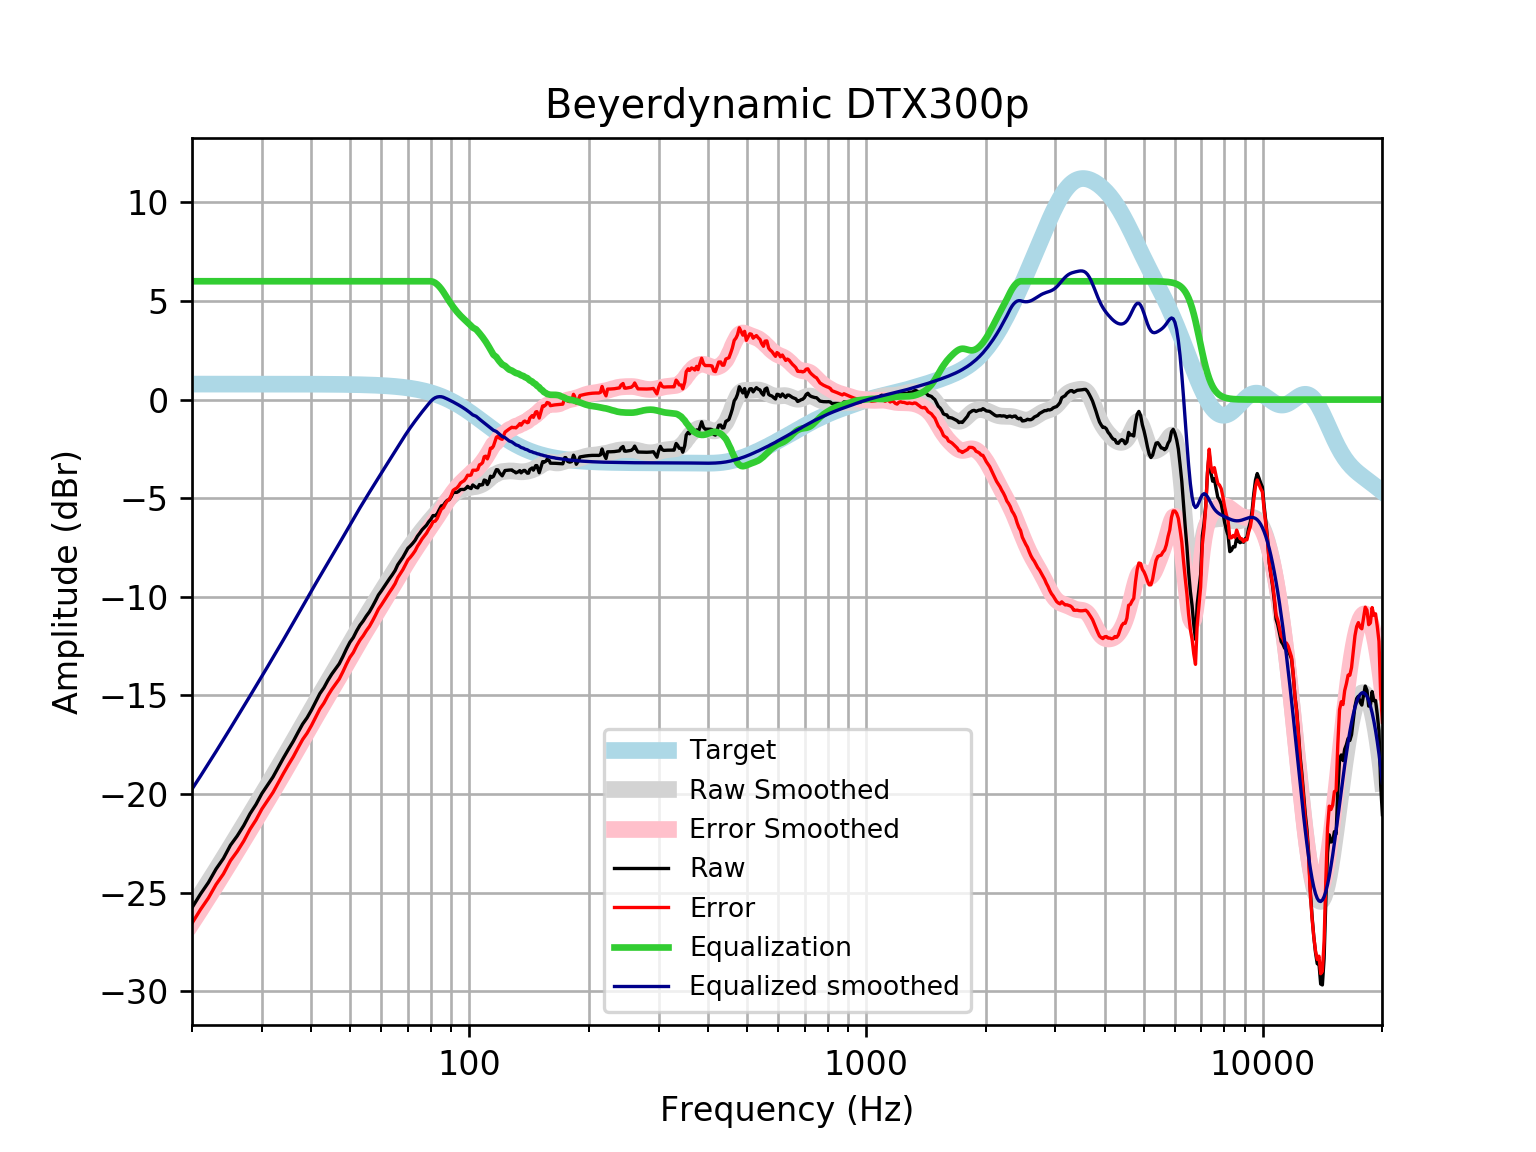 Beyerdynamic DTX300p
Amplitude (dBr)
10
5
0
−5
−10
−15
−20
−25
−30
Target
Raw Smoothed
Error Smoothed
Raw
Error
Equalization
Equalized smoothed
100 1000 10000
Frequency (Hz)